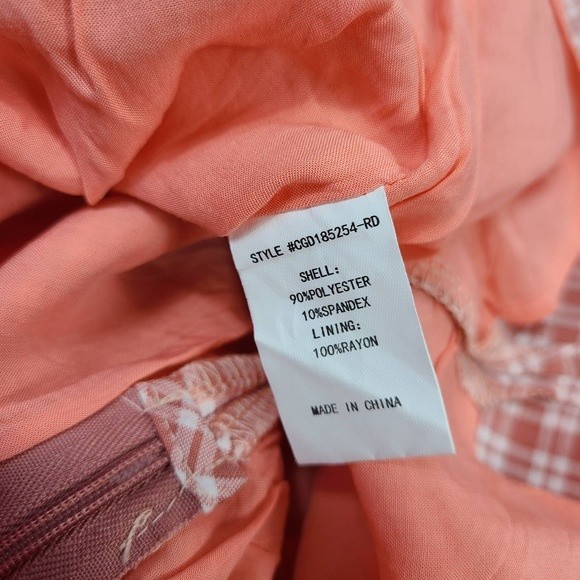 STYLE #CGD185254-RD
SHELL:
90%POLYESTER
10%SPANDEX
LINING:
100%RAYON
MADE IN CHINA